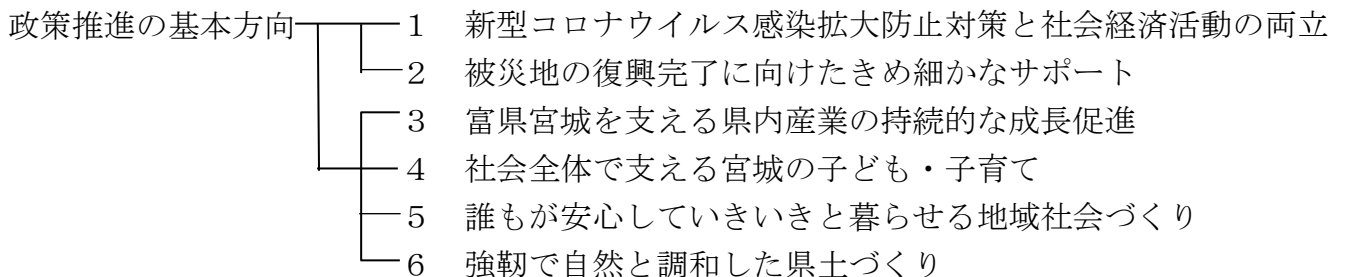 政策推進の基本方向
1 新型コロナウイルス感染拡大防止対策と社会経済活動の両立
2 被災地の復興完了に向けたきめ細かなサポート
3 富県宮城を支える県内産業の持続的な成長促進
4 社会全体で支える宮城の子ども・子育て
5 誰もが安心していきいきと暮らせる地域社会づくり
6 強靭で自然と調和した県土づくり